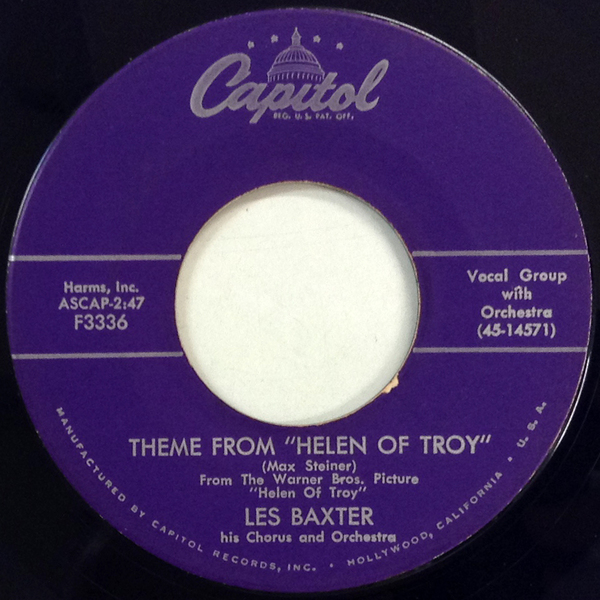 Capitol
REG. U.S. PAT. OFF.
Harms, Inc.
ASCAP-2:47
F3336
Vocal Group
with
Orchestra
(45-14571)
THEME FROM "HELEN OF TROY"
(Max Steiner)
From The Warner Bros. Picture
"Helen Of Troy"
LES BAXTER
his Chorus and Orchestra
MANUFACTURED BY CAPITOL RECORDS, INC. • HOLLYWOOD, CALIFORNIA • U.S.A.